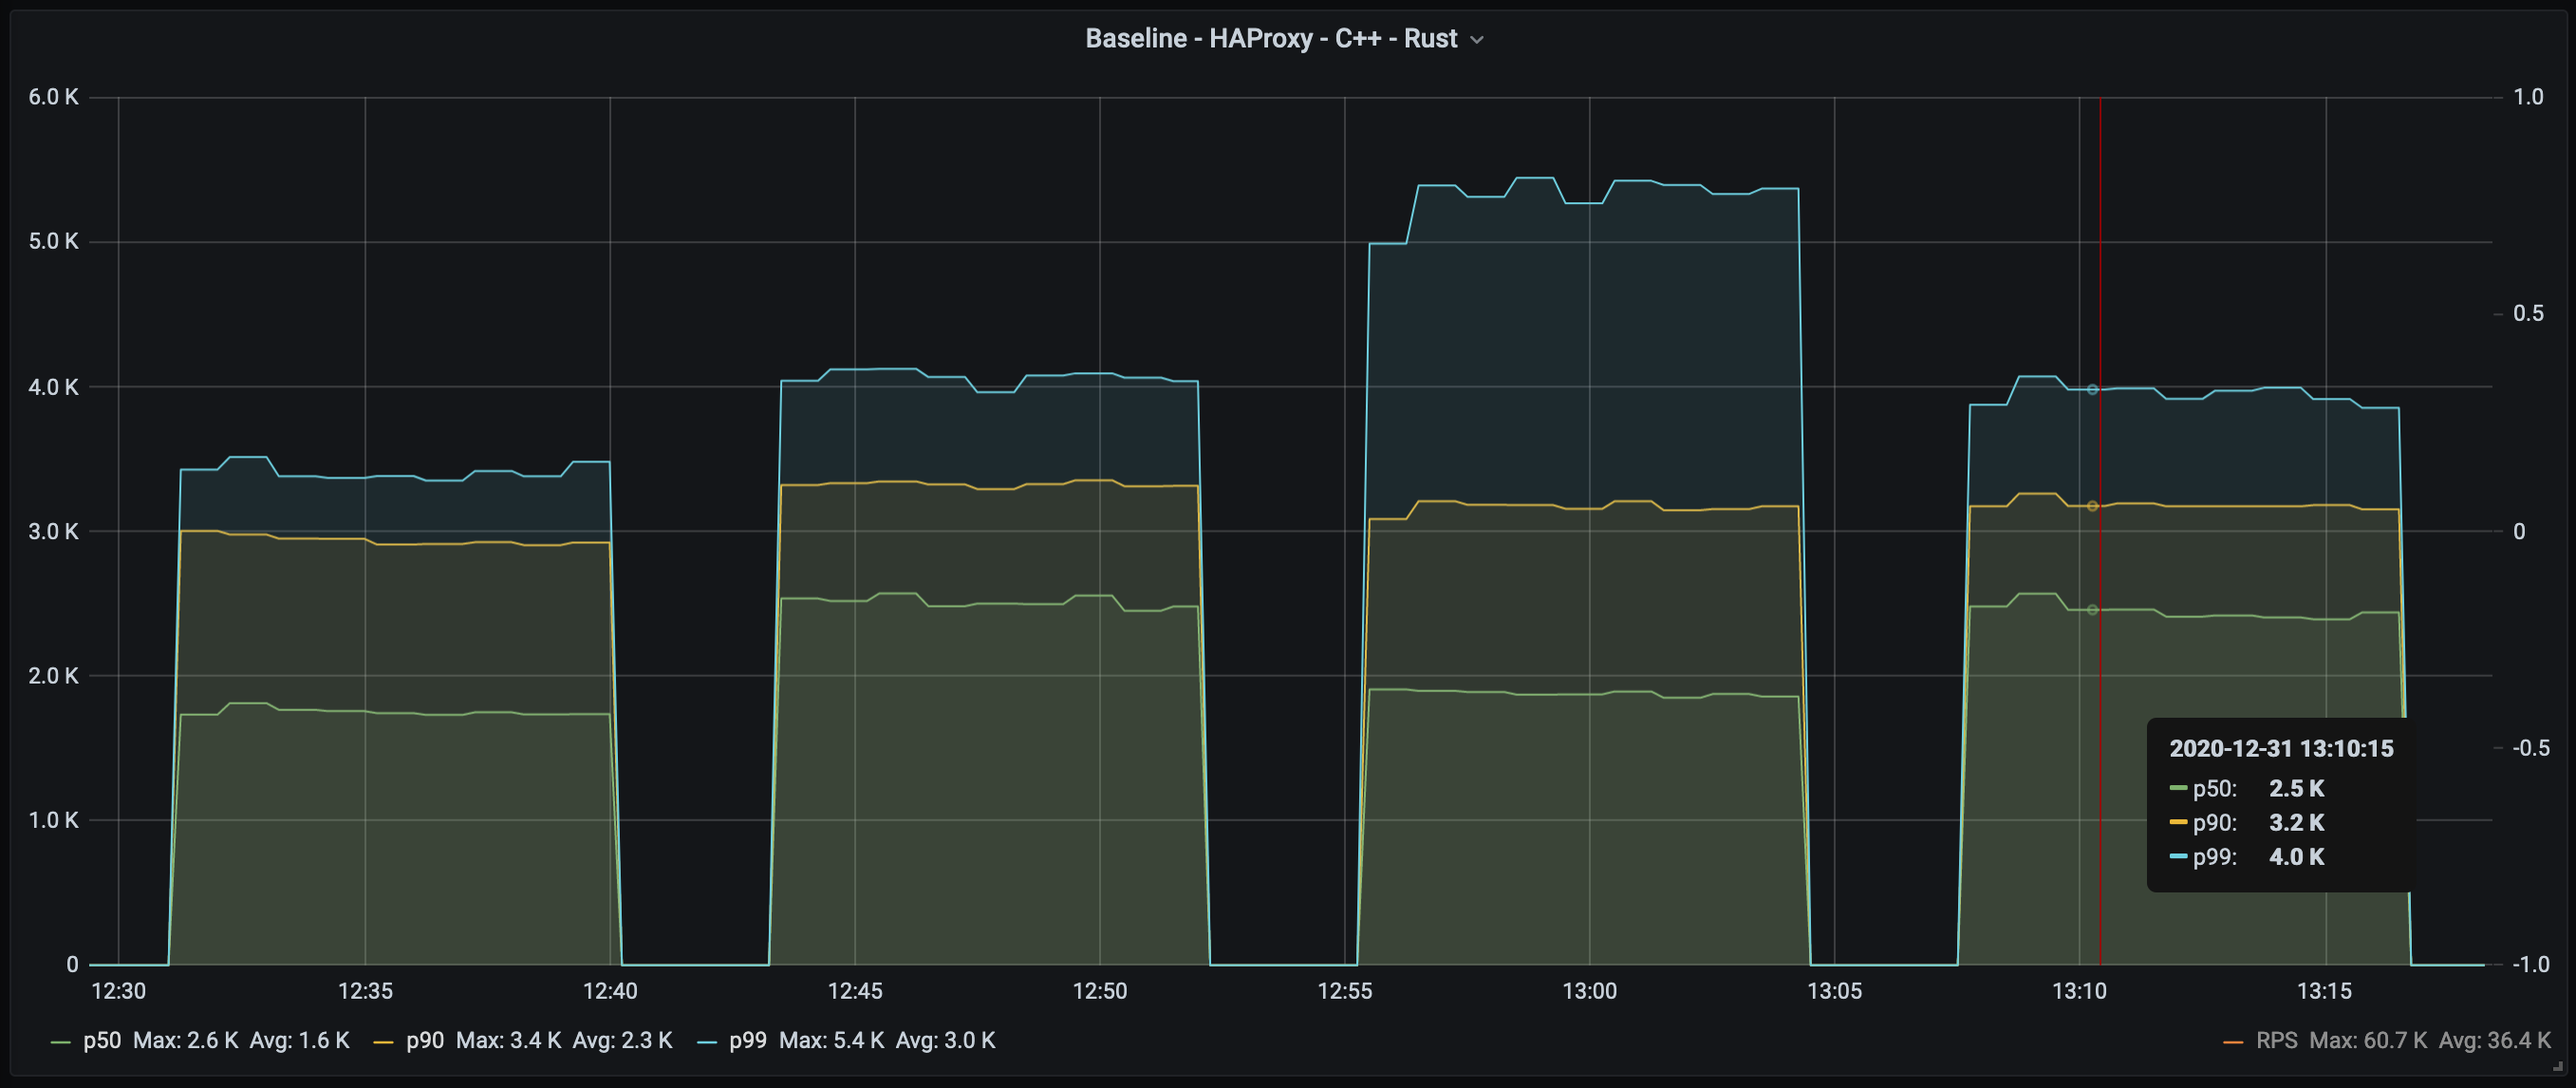 Baseline - HAProxy - C++ - Rust
6.0 K 1.0
5.0 K
0.5
4.0 K
3.0 K 0
2.0 K
-0.5
1.0 K
0 -1.0
2020-12-31 13:10:15
p50: 2.5 K
p90: 3.2 K
p99: 4.0 K
12:30 12:35 12:40 12:45 12:50 12:55 13:00 13:05 13:10 13:15
p50 Max: 2.6 K Avg: 1.6 K p90 Max: 3.4 K Avg: 2.3 K p99 Max: 5.4 K Avg: 3.0 K RPS Max: 60.7 K Avg: 36.4 K